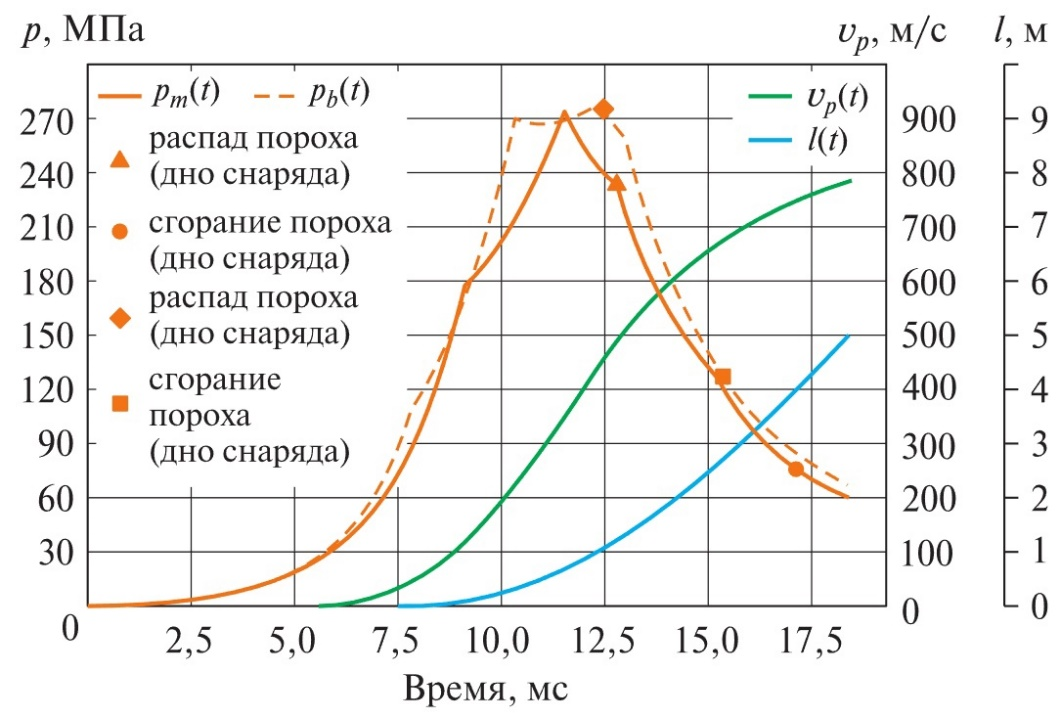 p, МПа
v_p, м/с
l, м
p_m(t)
p_b(t)
распад пороха
(дно снаряда)
сгорание пороха
(дно снаряда)
распад пороха
(дно снаряда)
сгорание
пороха
(дно снаряда)
v_p(t)
l(t)
270
240
210
180
150
120
90
60
30
0
900
800
700
600
500
400
300
200
100
0
9
8
7
6
5
4
3
2
1
0
2,5
5,0
7,5
10,0
12,5
15,0
17,5
Время, мс